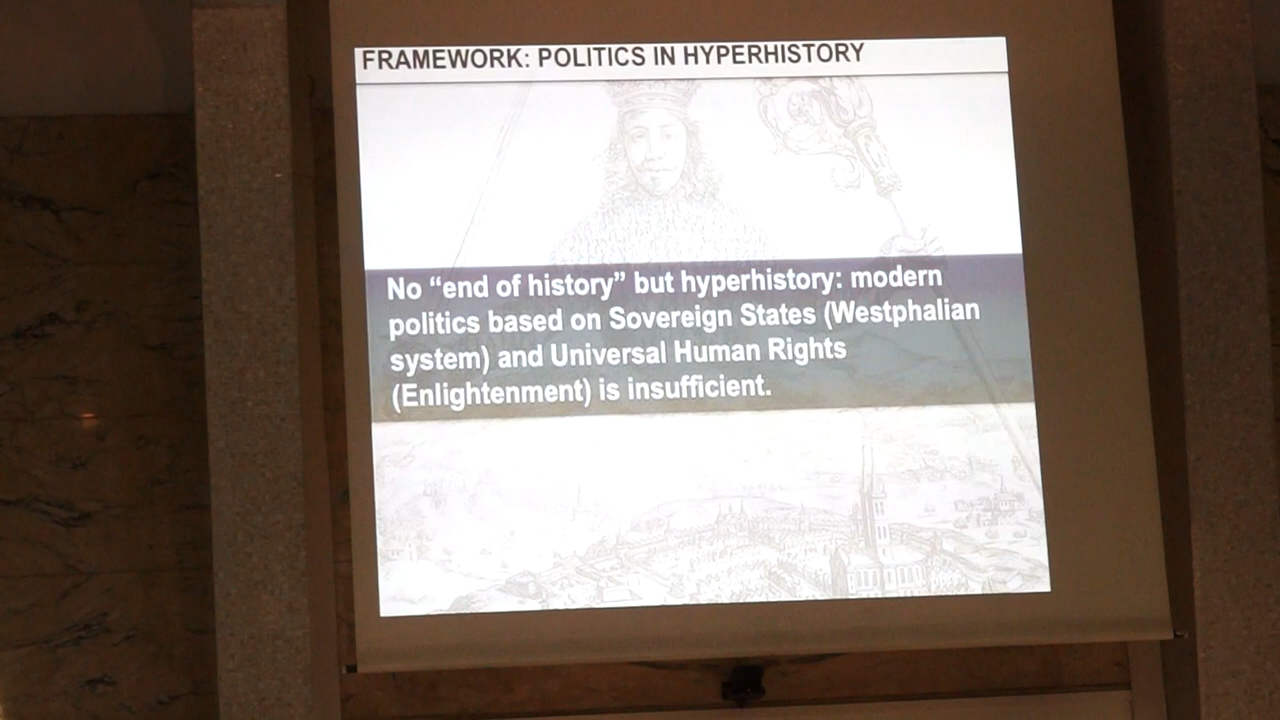 FRAMEWORK: POLITICS IN HYPERHISTORY
No “end of history” but hyperhistory: modern
politics based on Sovereign States (Westphalian
system) and Universal Human Rights
(Enlightenment) is insufficient.